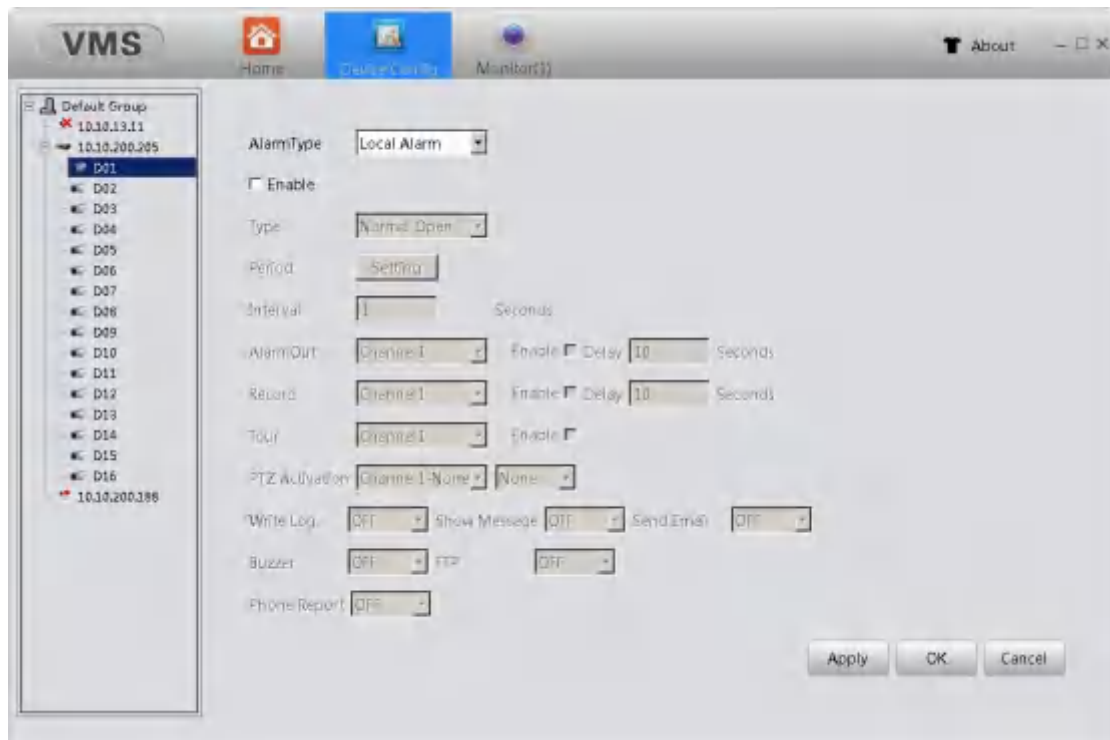 VMS
Home
Device Config
Monitor(1)
About
Default Group
10.10.13.11
10.10.200.205
D01
D02
D03
D04
D05
D06
D07
D08
D09
D10
D11
D12
D13
D14
D15
D16
10.10.200.188
AlarmType Local Alarm
Enable
Type Normal Open
Period Setting
Interval 1 Seconds
AlarmOut Channel 1 Enable Delay 10 Seconds
Record Channel 1 Enable Delay 10 Seconds
Tour Channel 1 Enable
PTZ Activation Channel 1-None None
Write Log. OFF Show Message OFF Send Email OFF
Buzzer OFF FTP OFF
Phone Report OFF
Apply OK Cancel